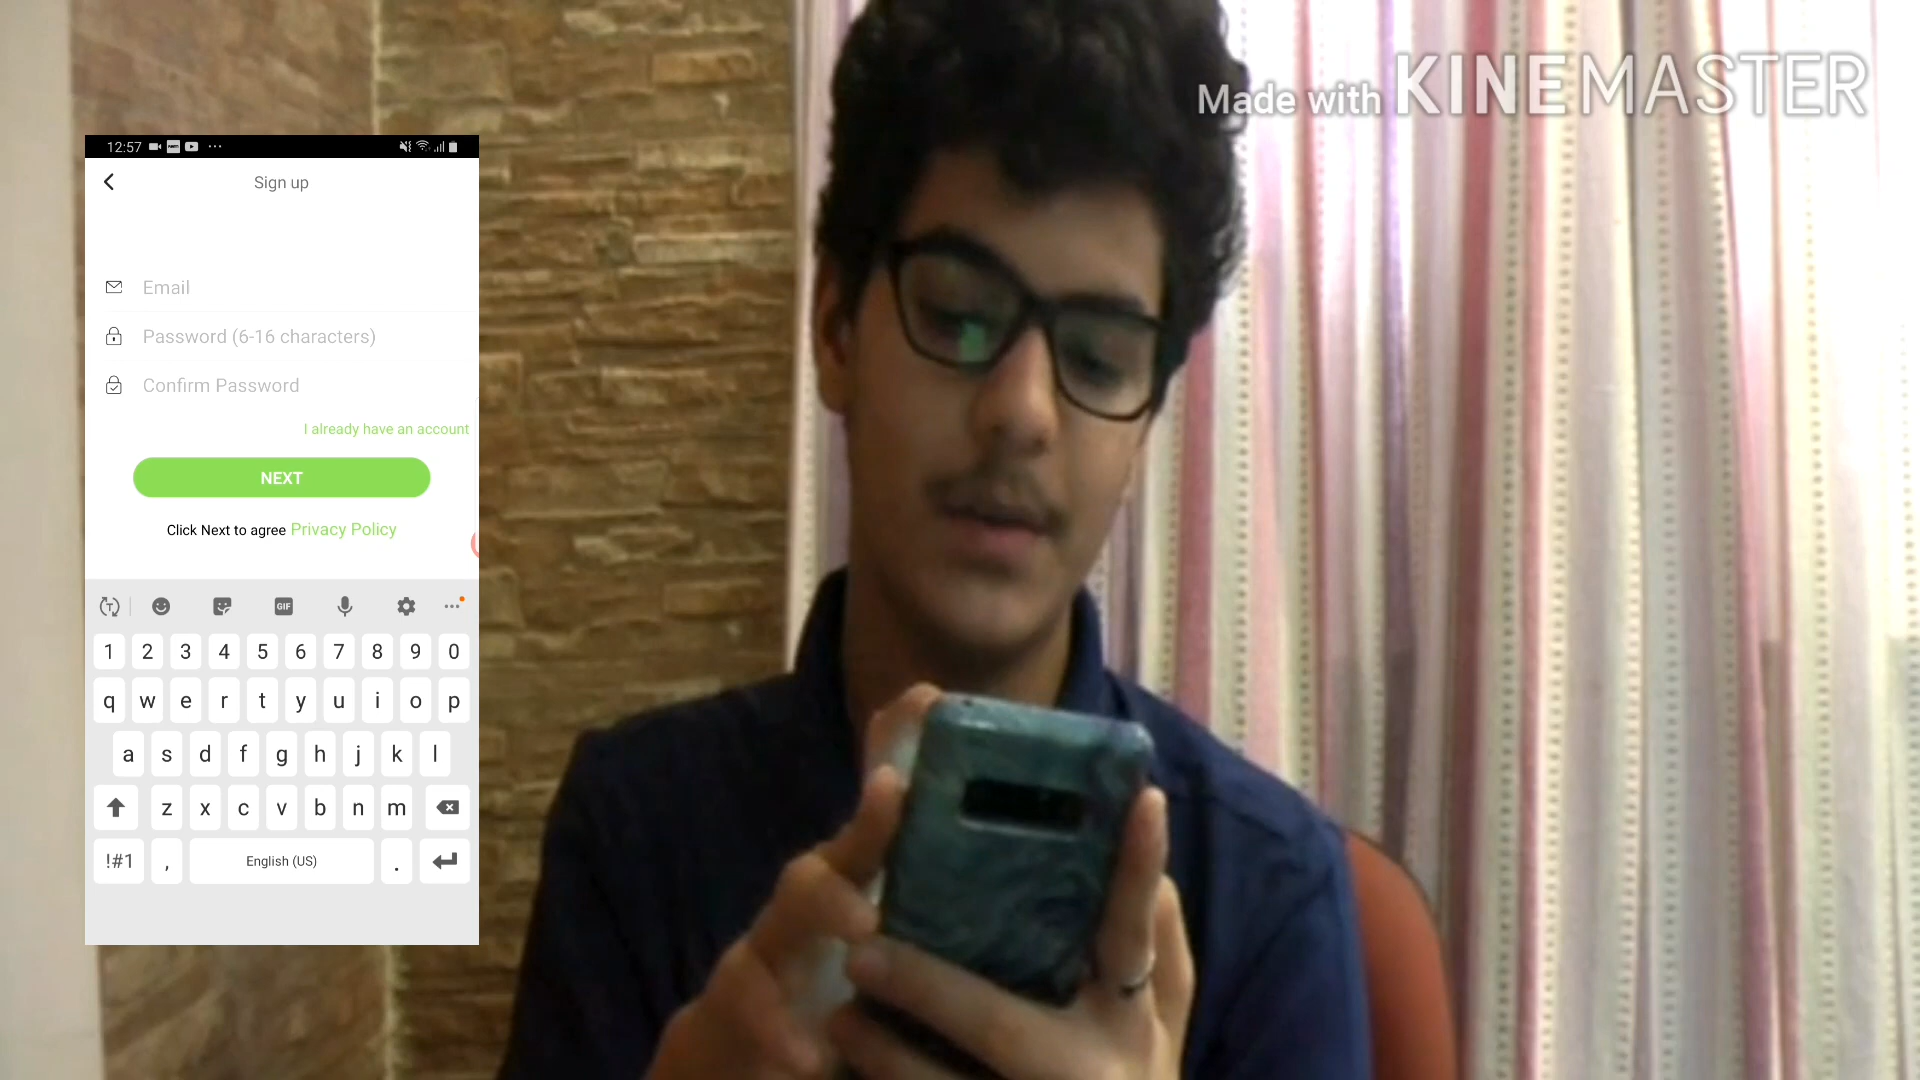 Made with KINEMASTER
12:57
Sign up
Email
Password (6-16 characters)
Confirm Password
I already have an account
NEXT
Click Next to agree Privacy Policy
GIF
1 2 3 4 5 6 7 8 9 0
q w e r t y u i o p
a s d f g h j k l
z x c v b n m
!#1 , English (US) .